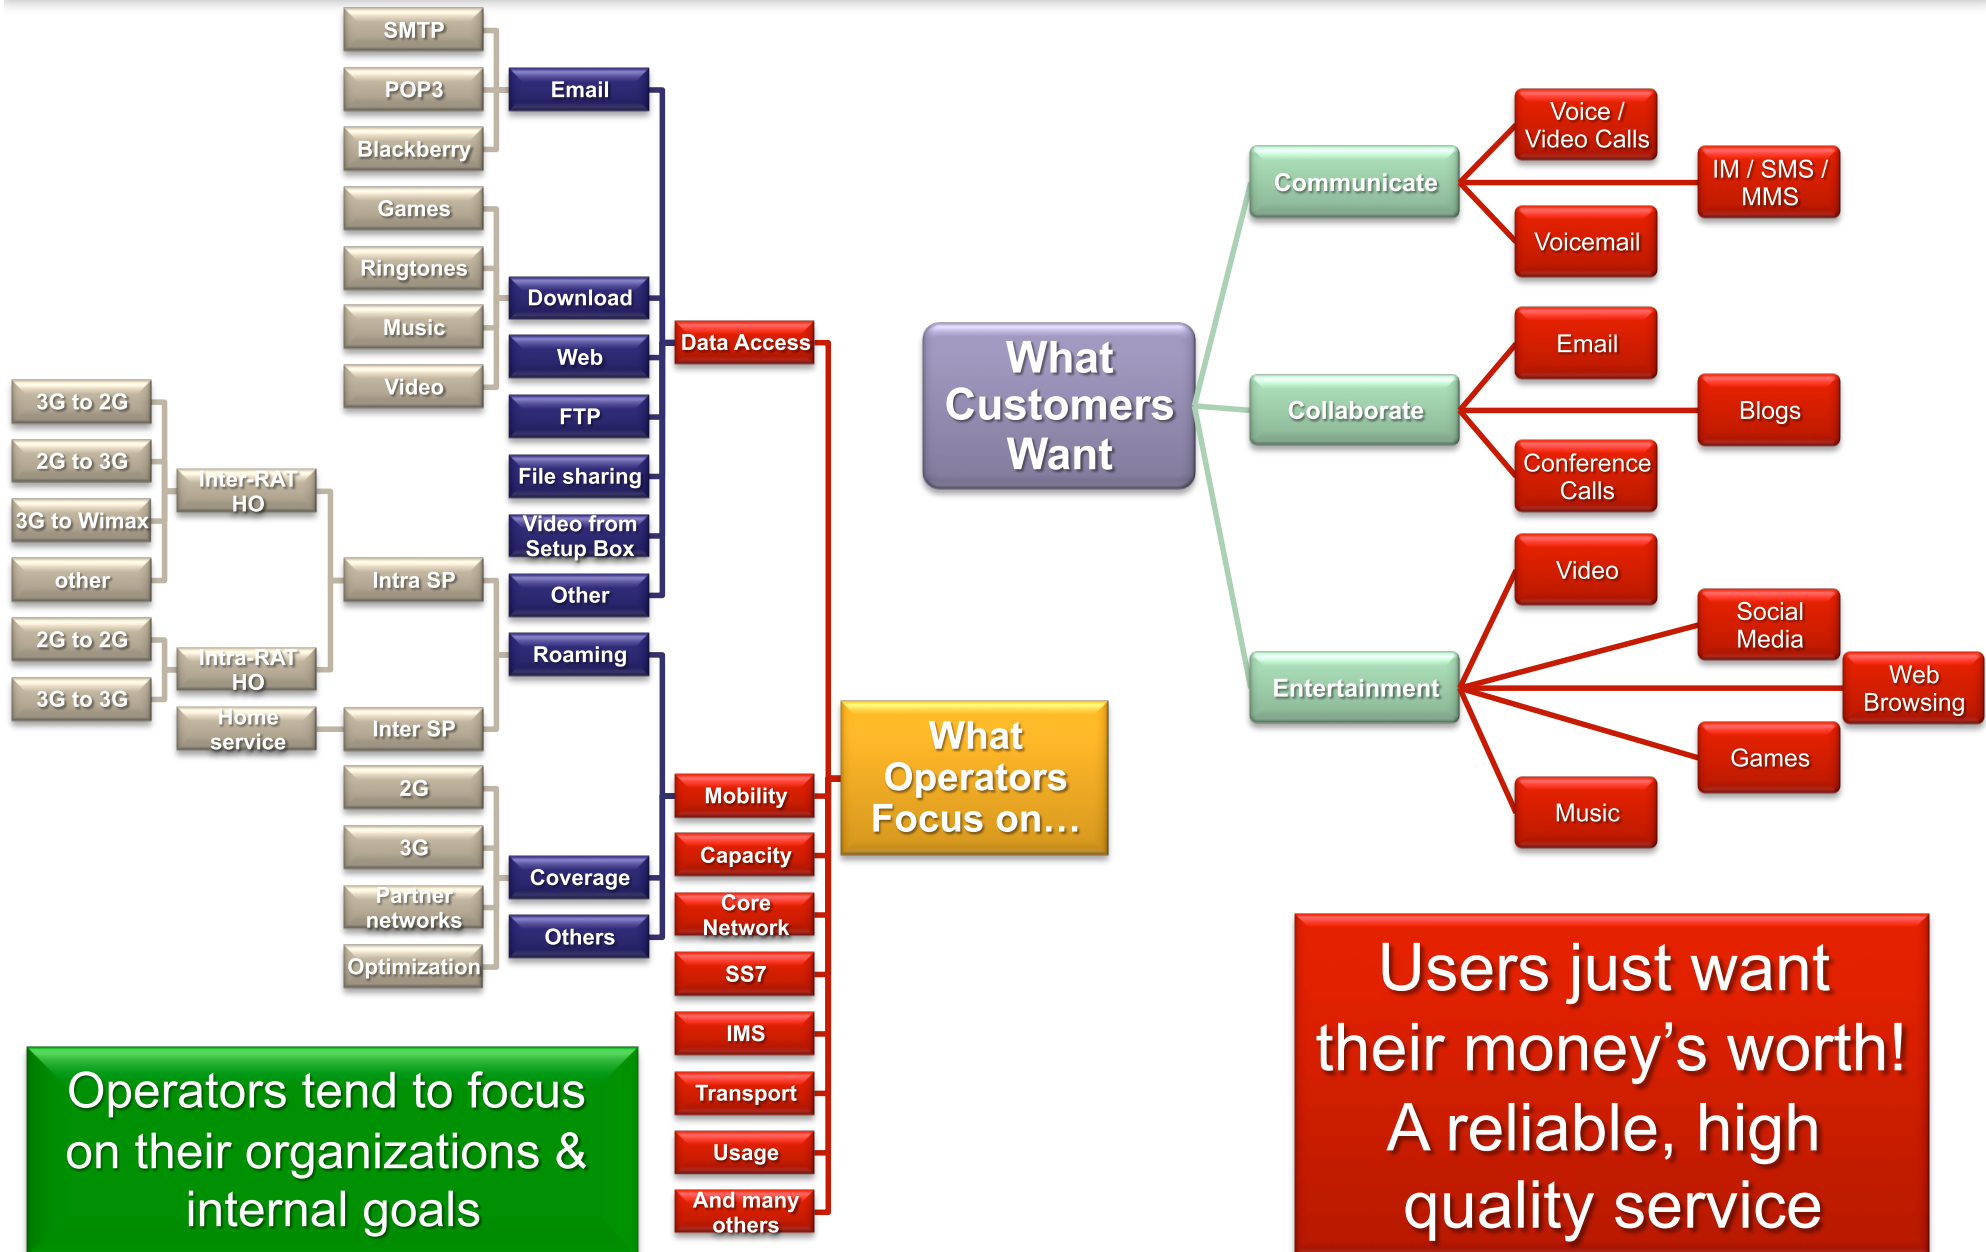 SMTP
POP3
Blackberry
Email
Games
Ringtones
Music
Video
Download
Web
FTP
File sharing
Video from
Setup Box
Other
Data Access
3G to 2G
2G to 3G
3G to Wimax
other
Inter-RAT
HO
2G to 2G
3G to 3G
Intra-RAT
HO
Home
service
Intra SP
Inter SP
Roaming
2G
3G
Partner
networks
Optimization
Coverage
Others
Mobility
Capacity
Core
Network
SS7
IMS
Transport
Usage
And many
others
What
Operators
Focus on...
Operators tend to focus
on their organizations &
internal goals
What
Customers
Want
Communicate
Voice /
Video Calls
IM / SMS /
MMS
Voicemail
Collaborate
Email
Blogs
Conference
Calls
Entertainment
Video
Social
Media
Web
Browsing
Games
Music
Users just want
their money’s worth!
A reliable, high
quality service